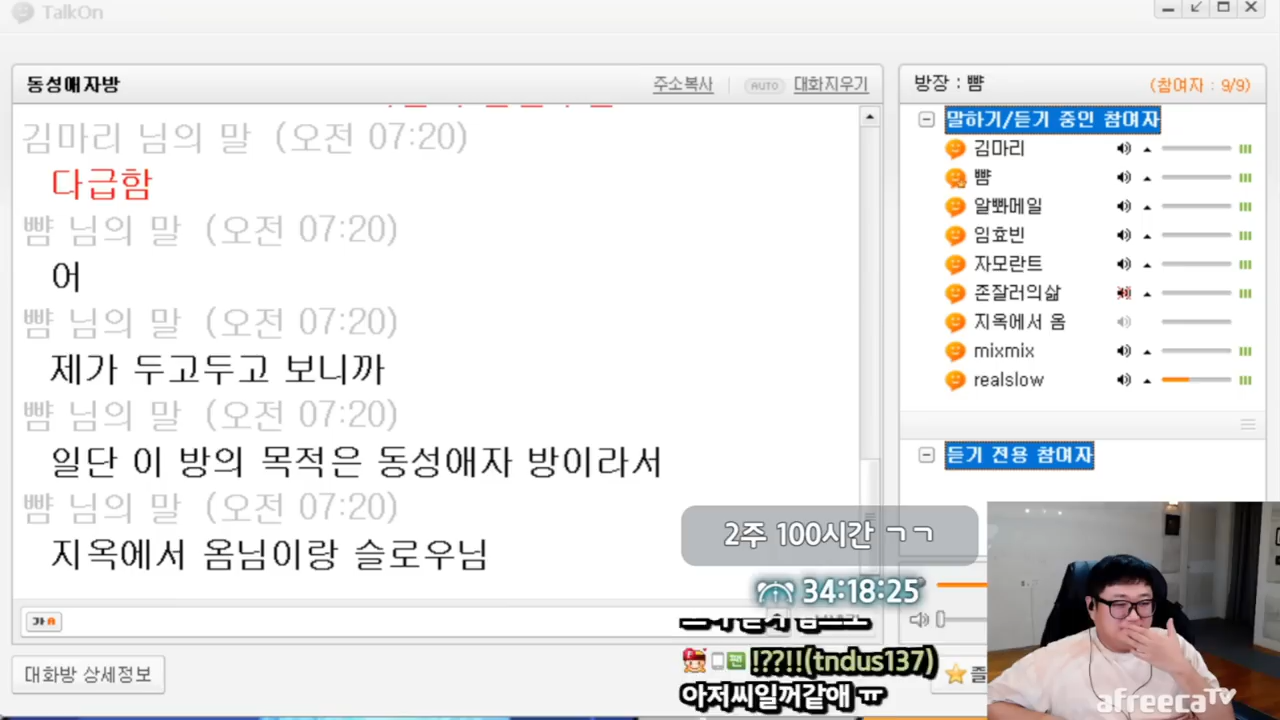 TalkOn
동성애자방
주소복사
AUTO
대화지우기
김마리 님의 말 (오전 07:20)
다급함
뺨 님의 말 (오전 07:20)
어
뺨 님의 말 (오전 07:20)
제가 두고두고 보니까
뺨 님의 말 (오전 07:20)
일단 이 방의 목적은 동성애자 방이라서
뺨 님의 말 (오전 07:20)
지옥에서 옴님이랑 슬로우님
가
대화방 상세정보
방장 : 뺨
(참여자 : 9/9)
말하기/듣기 중인 참여자
김마리
뺨
알빠메일
임효빈
자모란트
존잘러의삶
지옥에서 옴
mixmix
realslow
듣기 전용 참여자
2주 100시간 ㄱㄱ
34:18:25
팬 !??!!(tndus137)
아저씨일꺼같애 ㅠ
즐
afreecaTV